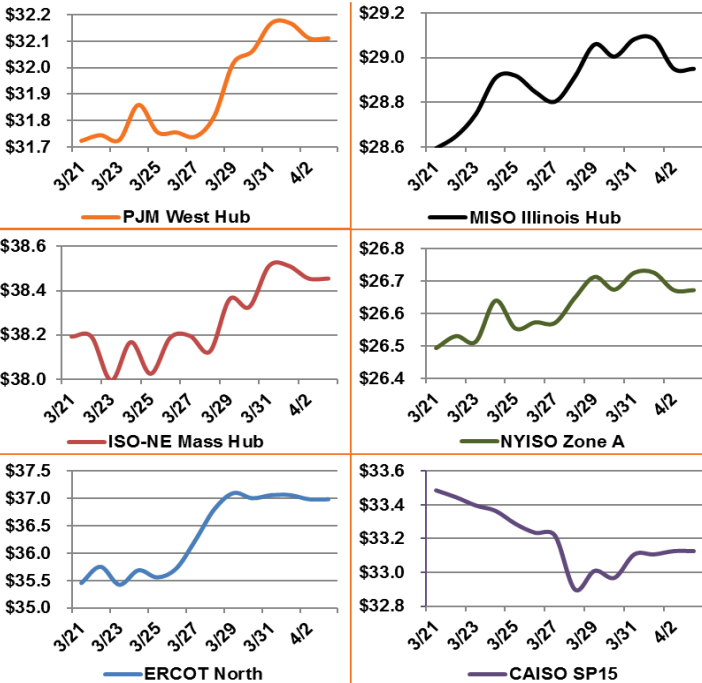 $32.2
$32.1
$32.0
$31.9
$31.8
$31.7
3/21 3/23 3/25 3/27 3/29 3/31 4/2
PJM West Hub
$29.2
$29.0
$28.8
$28.6
3/21 3/23 3/25 3/27 3/29 3/31 4/2
MISO Illinois Hub
$38.6
$38.4
$38.2
$38.0
3/21 3/23 3/25 3/27 3/29 3/31 4/2
ISO-NE Mass Hub
$26.8
$26.7
$26.6
$26.5
$26.4
3/21 3/23 3/25 3/27 3/29 3/31 4/2
NYISO Zone A
$37.5
$37.0
$36.5
$36.0
$35.5
$35.0
3/21 3/23 3/25 3/27 3/29 3/31 4/2
ERCOT North
$33.6
$33.4
$33.2
$33.0
$32.8
3/21 3/23 3/25 3/27 3/29 3/31 4/2
CAISO SP15